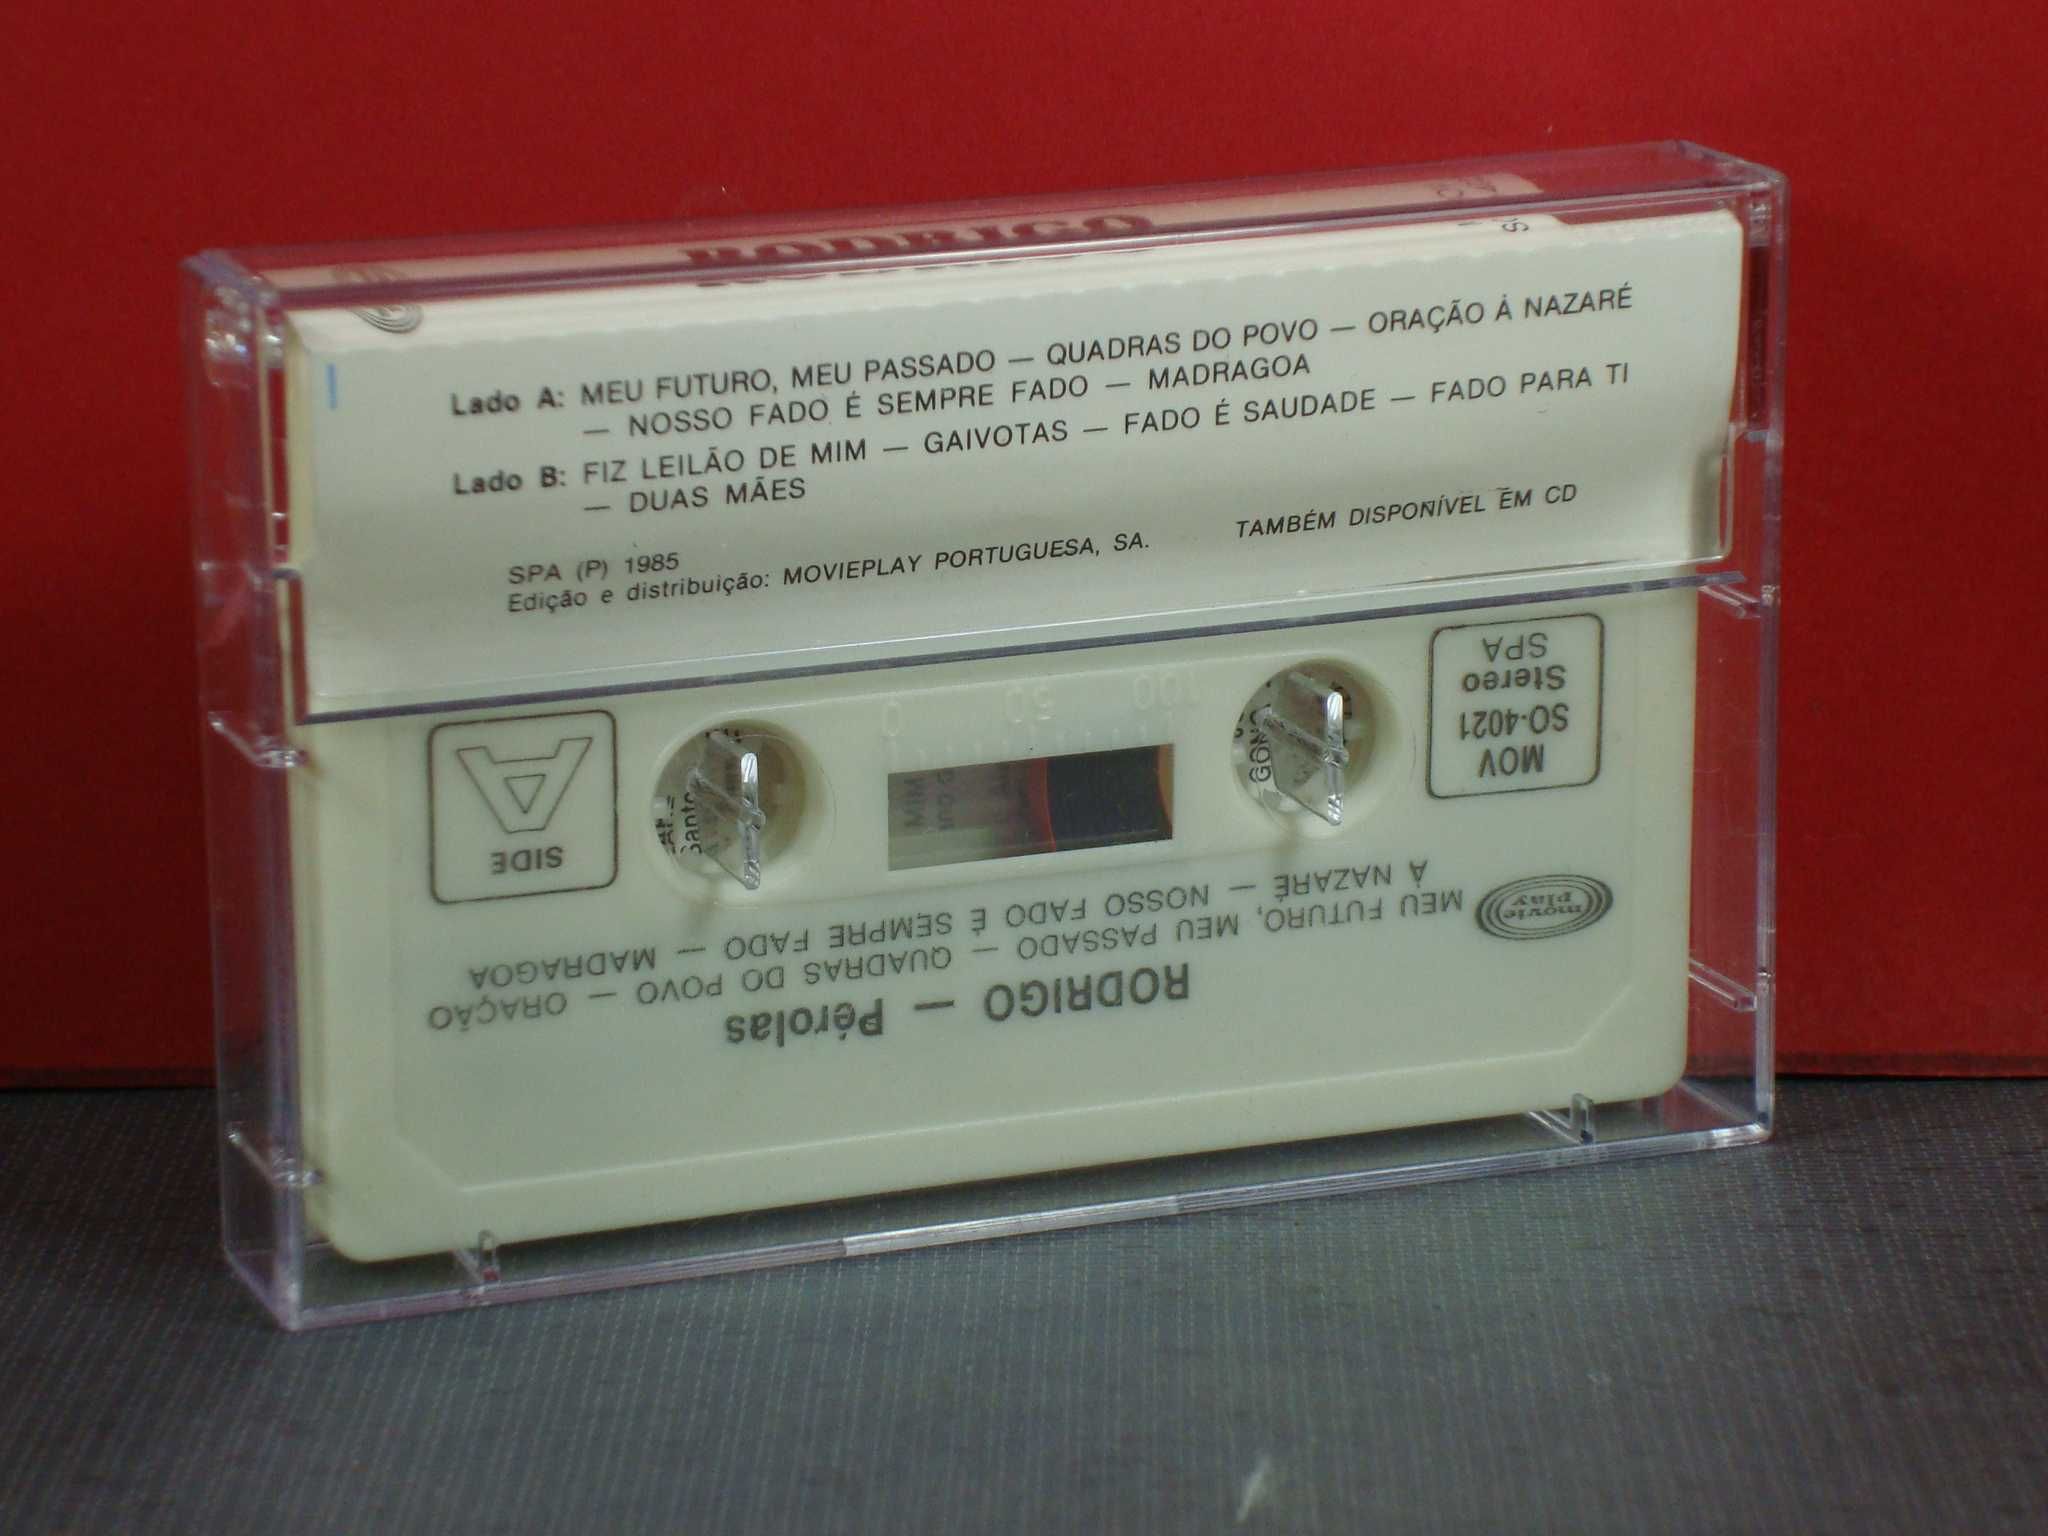 RODRIGO
Lado A: MEU FUTURO, MEU PASSADO — QUADRAS DO POVO — ORAÇÃO À NAZARÉ
— NOSSO FADO É SEMPRE FADO — MADRAGOA
Lado B: FIZ LEILÃO DE MIM — GAIVOTAS — FADO É SAUDADE — FADO PARA TI
— DUAS MÃES
SPA (P) 1985
Edição e distribuição: MOVIEPLAY PORTUGUESA, SA.
TAMBÉM DISPONÍVEL EM CD
RODRIGO — Pérolas
MEU FUTURO, MEU PASSADO — QUADRAS DO POVO — ORAÇÃO
À NAZARÉ — NOSSO FADO É SEMPRE FADO — MADRAGOA
movie
play
SIDE
A
MOV
SO-4021
Stereo
SPA
0 50 100
MIM